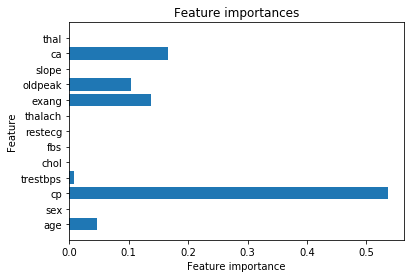 Feature importances
thal
ca
slope
oldpeak
exang
thalach
restecg
fbs
chol
trestbps
cp
sex
age
Feature
0.0 0.1 0.2 0.3 0.4 0.5
Feature importance